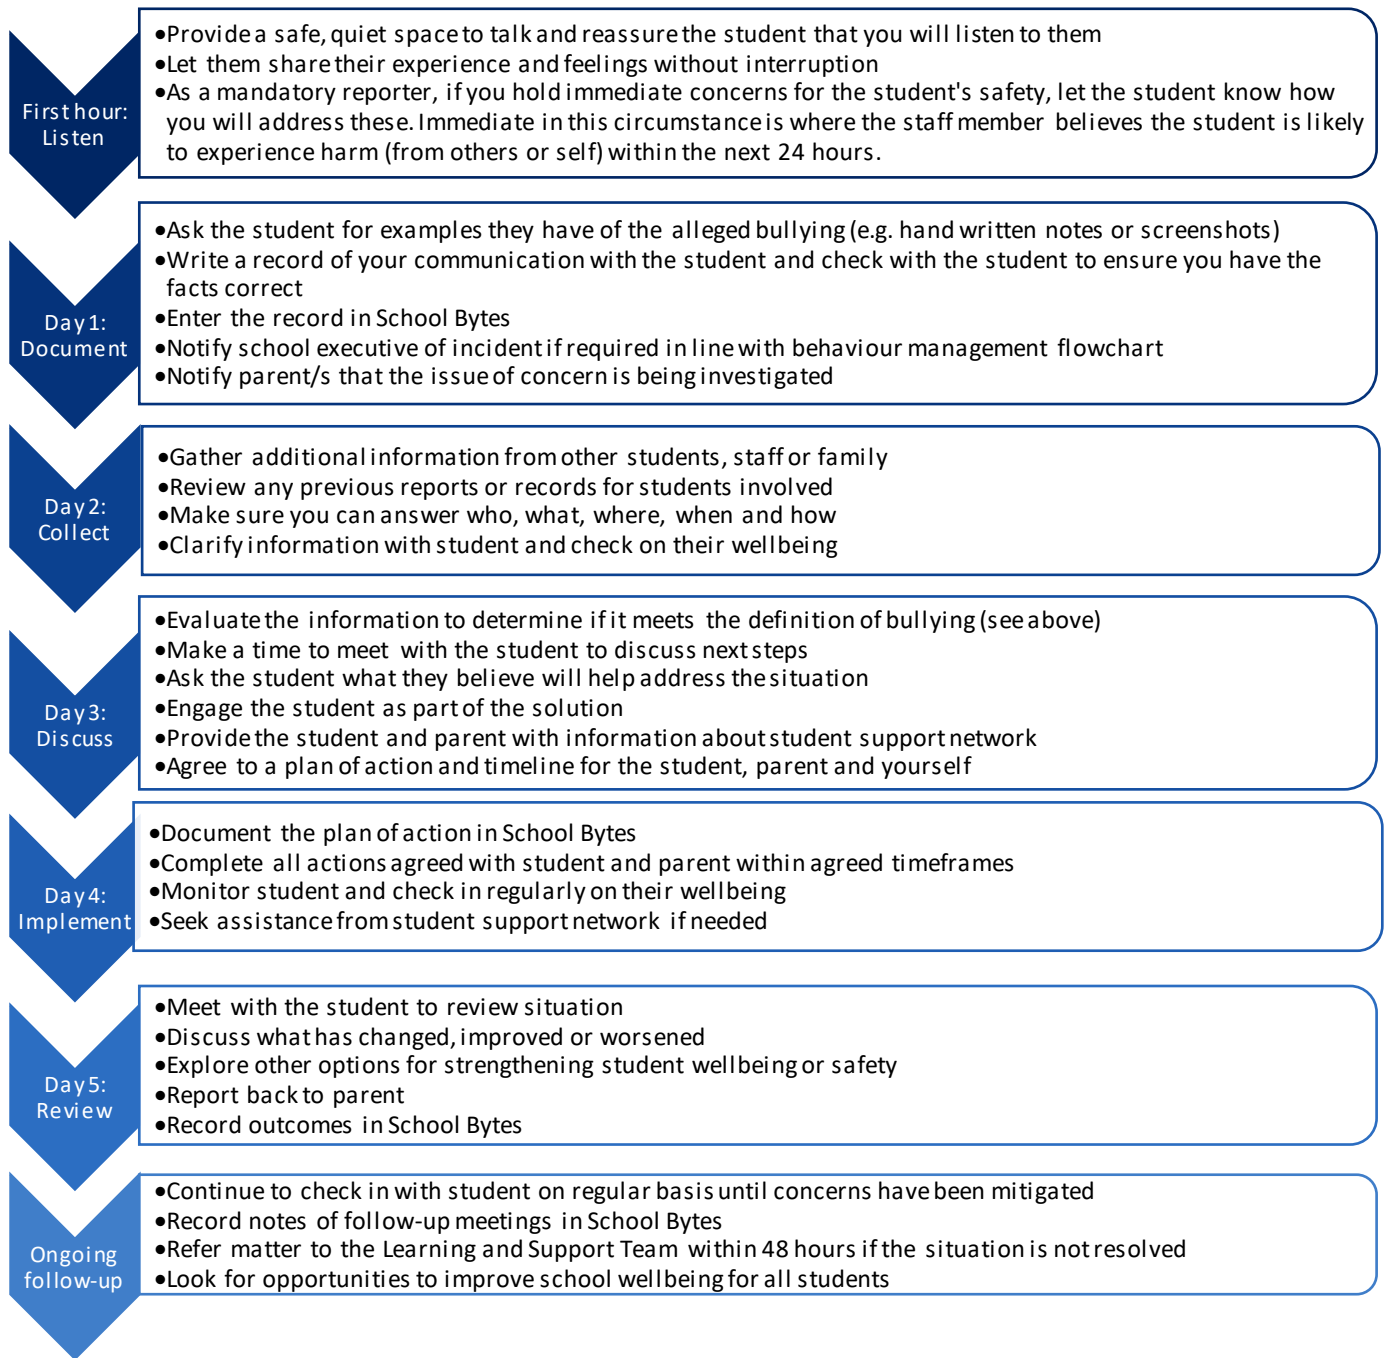 First hour:
Listen
•Provide a safe, quiet space to talk and reassure the student that you will listen to them
•Let them share their experience and feelings without interruption
•As a mandatory reporter, if you hold immediate concerns for the student's safety, let the student know how
you will address these. Immediate in this circumstance is where the staff member believes the student is likely
to experience harm (from others or self) within the next 24 hours.
Day 1:
Document
•Ask the student for examples they have of the alleged bullying (e.g. hand written notes or screenshots)
•Write a record of your communication with the student and check with the student to ensure you have the
facts correct
•Enter the record in School Bytes
•Notify school executive of incident if required in line with behaviour management flowchart
•Notify parent/s that the issue of concern is being investigated
Day 2:
Collect
•Gather additional information from other students, staff or family
•Review any previous reports or records for students involved
•Make sure you can answer who, what, where, when and how
•Clarify information with student and check on their wellbeing
Day 3:
Discuss
•Evaluate the information to determine if it meets the definition of bullying (see above)
•Make a time to meet with the student to discuss next steps
•Ask the student what they believe will help address the situation
•Engage the student as part of the solution
•Provide the student and parent with information about student support network
•Agree to a plan of action and timeline for the student, parent and yourself
Day 4:
Implement
•Document the plan of action in School Bytes
•Complete all actions agreed with student and parent within agreed timeframes
•Monitor student and check in regularly on their wellbeing
•Seek assistance from student support network if needed
Day 5:
Review
•Meet with the student to review situation
•Discuss what has changed, improved or worsened
•Explore other options for strengthening student wellbeing or safety
•Report back to parent
•Record outcomes in School Bytes
Ongoing
follow-up
•Continue to check in with student on regular basis until concerns have been mitigated
•Record notes of follow-up meetings in School Bytes
•Refer matter to the Learning and Support Team within 48 hours if the situation is not resolved
•Look for opportunities to improve school wellbeing for all students